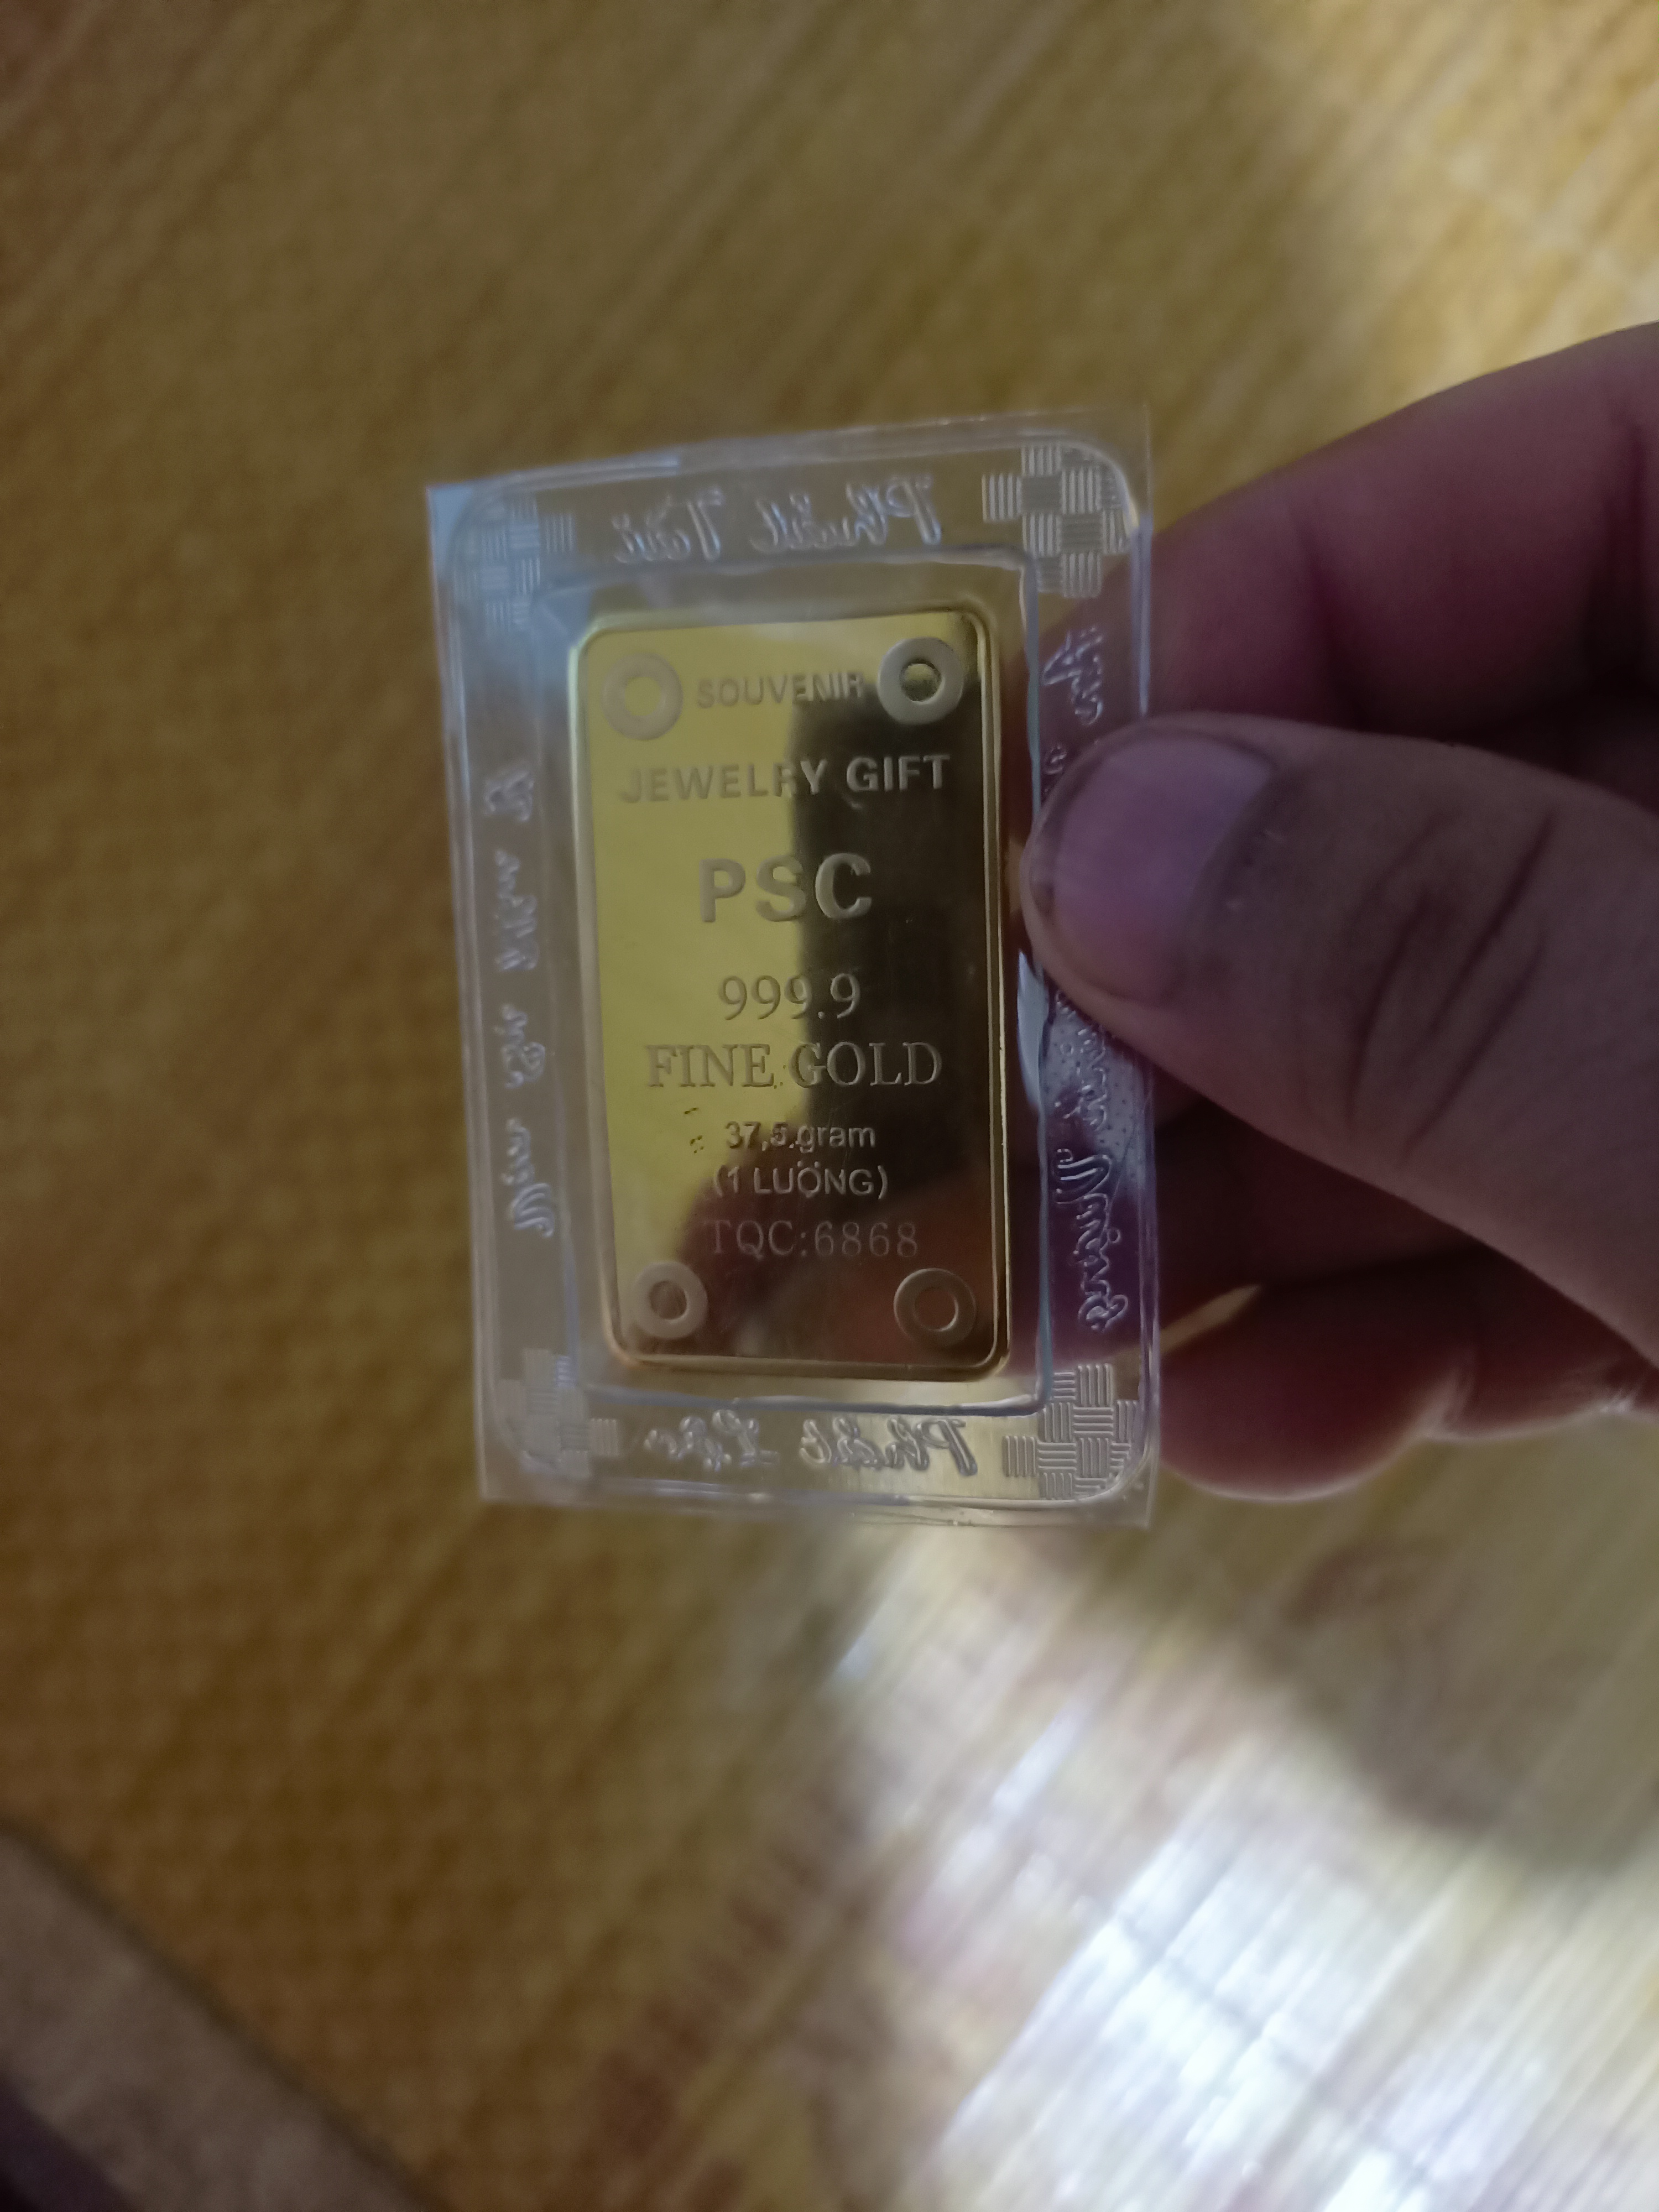 Phát Tài
SOUVENIR
JEWELRY GIFT
PSC
999.9
FINE GOLD
37,5.gram
(1 LƯỢNG)
TQC:6868
Phát Lộc